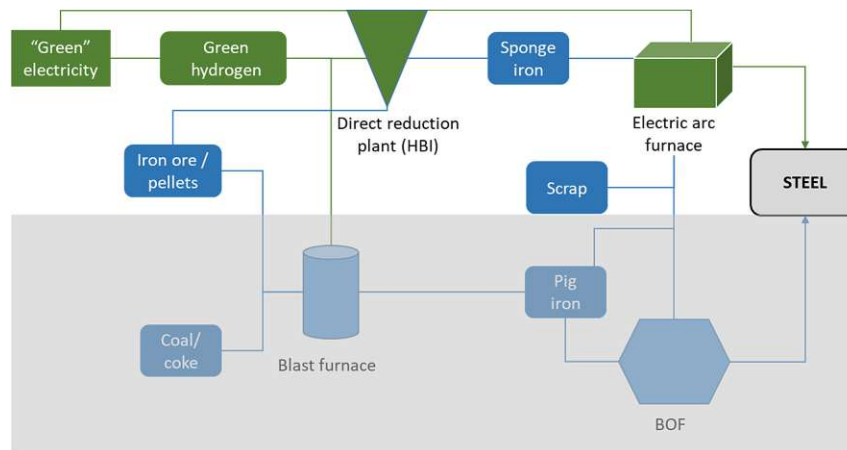 “Green”
electricity
Green
hydrogen
Sponge
iron
Direct reduction
plant (HBI)
Electric arc
furnace
Iron ore /
pellets
Scrap
STEEL
Pig
iron
Coal/
coke
Blast furnace
BOF